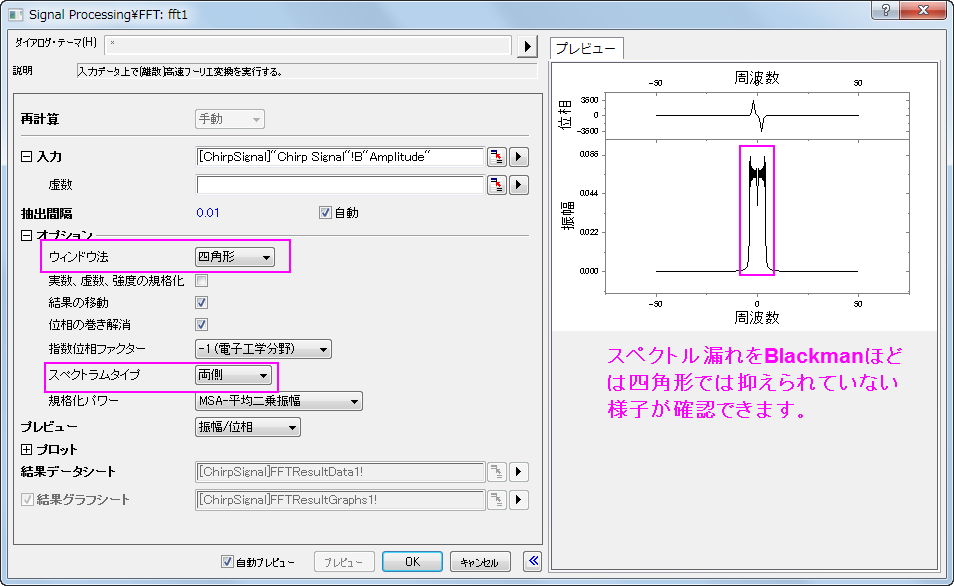 Signal Processing¥FFT: fft1
ダイアログ・テーマ(H) *
説明 入力データ上で(離散)高速フーリエ変換を実行する。
再計算 手動
入力 [ChirpSignal]"Chirp Signal"!B"Amplitude"
虚数
抽出間隔 0.01 自動
オプション
ウィンドウ法 四角形
実数、虚数、強度の規格化
結果の移動
位相の巻き解消
指数位相ファクター -1 (電子工学分野)
スペクトラムタイプ 両側
規格化パワー MSA-平均二乗振幅
プレビュー 振幅/位相
プロット
結果データシート [ChirpSignal]FFTResultData1!
結果グラフシート [ChirpSignal]FFTResultGraphs1!
自動プレビュー プレビュー OK キャンセル
プレビュー
周波数
-50 0 50
位相
3500
0
-3500
振幅
0.066
0.044
0.022
0.000
-50 0 50
周波数
スペクトル漏れをBlackmanほど
は四角形では抑えられていない
様子が確認できます。